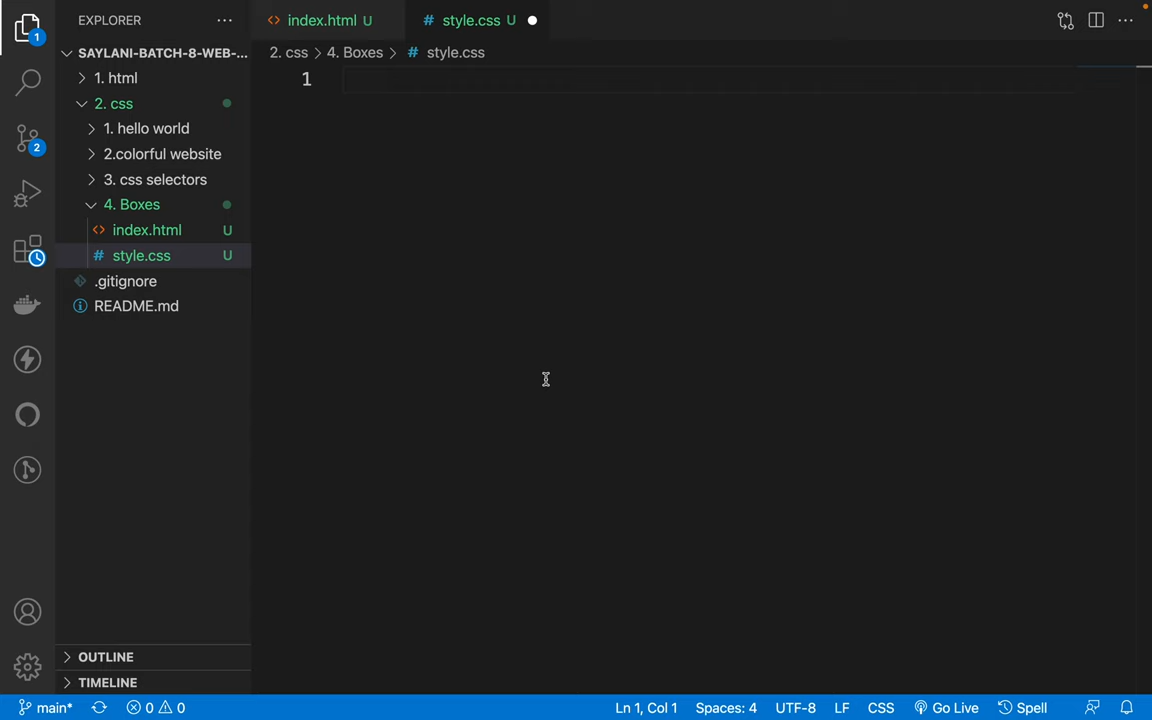 EXPLORER
index.html U
style.css U
SAYLANI-BATCH-8-WEB-...
2. css > 4. Boxes > # style.css
1. html
1
2. css
1. hello world
2.colorful website
3. css selectors
4. Boxes
index.html U
style.css U
.gitignore
README.md
1
2
OUTLINE
TIMELINE
main*
0 0
Ln 1, Col 1
Spaces: 4
UTF-8
LF
CSS
Go Live
Spell